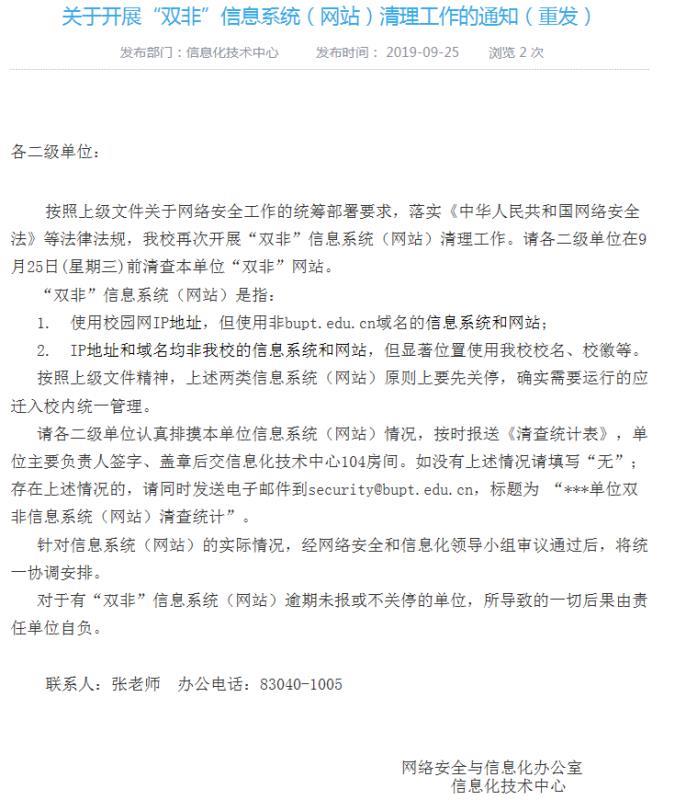 关于开展“双非”信息系统（网站）清理工作的通知（重发）
发布部门：信息化技术中心 发布时间： 2019-09-25 浏览 2 次
各二级单位：
按照上级文件关于网络安全工作的统筹部署要求，落实《中华人民共和国网络安全
法》等法律法规，我校再次开展“双非”信息系统（网站）清理工作。请各二级单位在9
月25日(星期三)前清查本单位“双非”网站。
“双非”信息系统（网站）是指：
1. 使用校园网IP地址，但使用非bupt.edu.cn域名的信息系统和网站；
2. IP地址和域名均非我校的信息系统和网站，但显著位置使用我校校名、校徽等。
按照上级文件精神，上述两类信息系统（网站）原则上要先关停，确实需要运行的应
迁入校内统一管理。
请各二级单位认真排摸本单位信息系统（网站）情况，按时报送《清查统计表》，单
位主要负责人签字、盖章后交信息化技术中心104房间。如没有上述情况请填写“无”；
存在上述情况的，请同时发送电子邮件到security@bupt.edu.cn，标题为 “***单位双
非信息系统（网站）清查统计”。
针对信息系统（网站）的实际情况，经网络安全和信息化领导小组审议通过后，将统
一协调安排。
对于有“双非”信息系统（网站）逾期未报或不关停的单位，所导致的一切后果由责
任单位自负。
联系人：张老师 办公电话：83040-1005
网络安全与信息化办公室
信息化技术中心